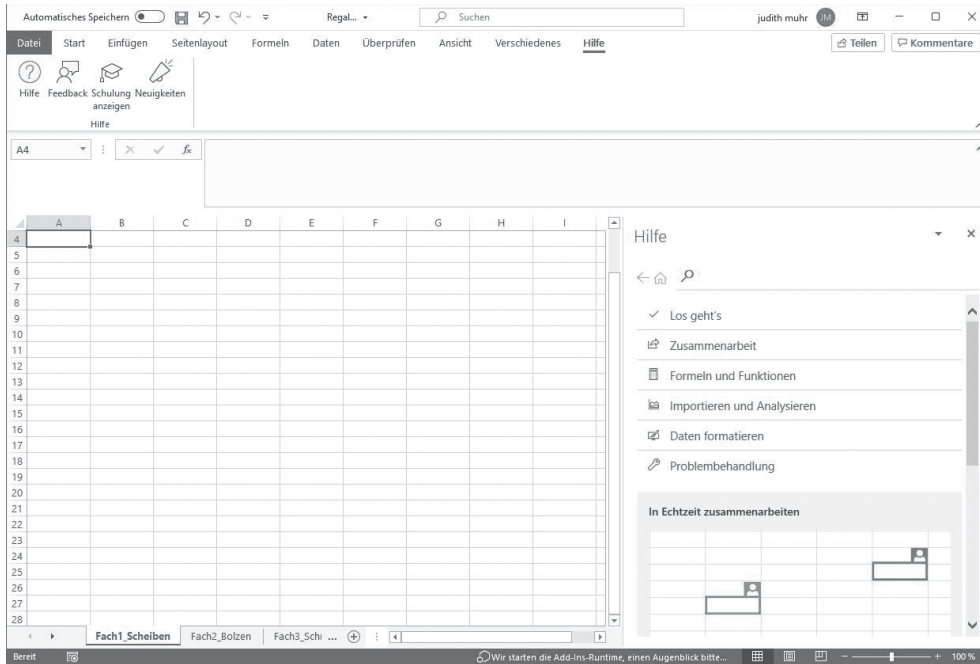 Automatisches Speichern Regal... Suchen judith muhr JM
Datei Start Einfügen Seitenlayout Formeln Daten Überprüfen Ansicht Verschiedenes Hilfe Teilen Kommentare
Hilfe Feedback Schulung anzeigen Neuigkeiten
Hilfe
A4 fx
A B C D E F G H I
4
5
6
7
8
9
10
11
12
13
14
15
16
17
18
19
20
21
22
23
24
25
26
27
28
Hilfe
Los geht's
Zusammenarbeit
Formeln und Funktionen
Importieren und Analysieren
Daten formatieren
Problembehandlung
In Echtzeit zusammenarbeiten
Fach1_Scheiben Fach2_Bolzen Fach3_Schi ...
Bereit Wir starten die Add-Ins-Runtime, einen Augenblick bitte... 100 %